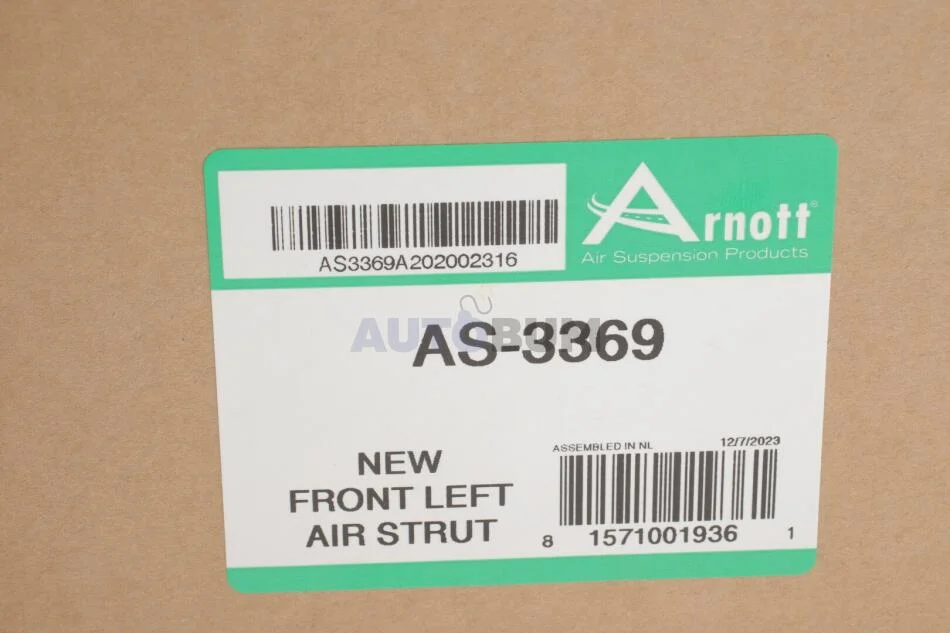 AS3369A202002316
Arnott®
Air Suspension Products
AUTOBUM
AS-3369
NEW
FRONT LEFT
AIR STRUT
ASSEMBLED IN NL 12/7/2023
8 1571001936 1